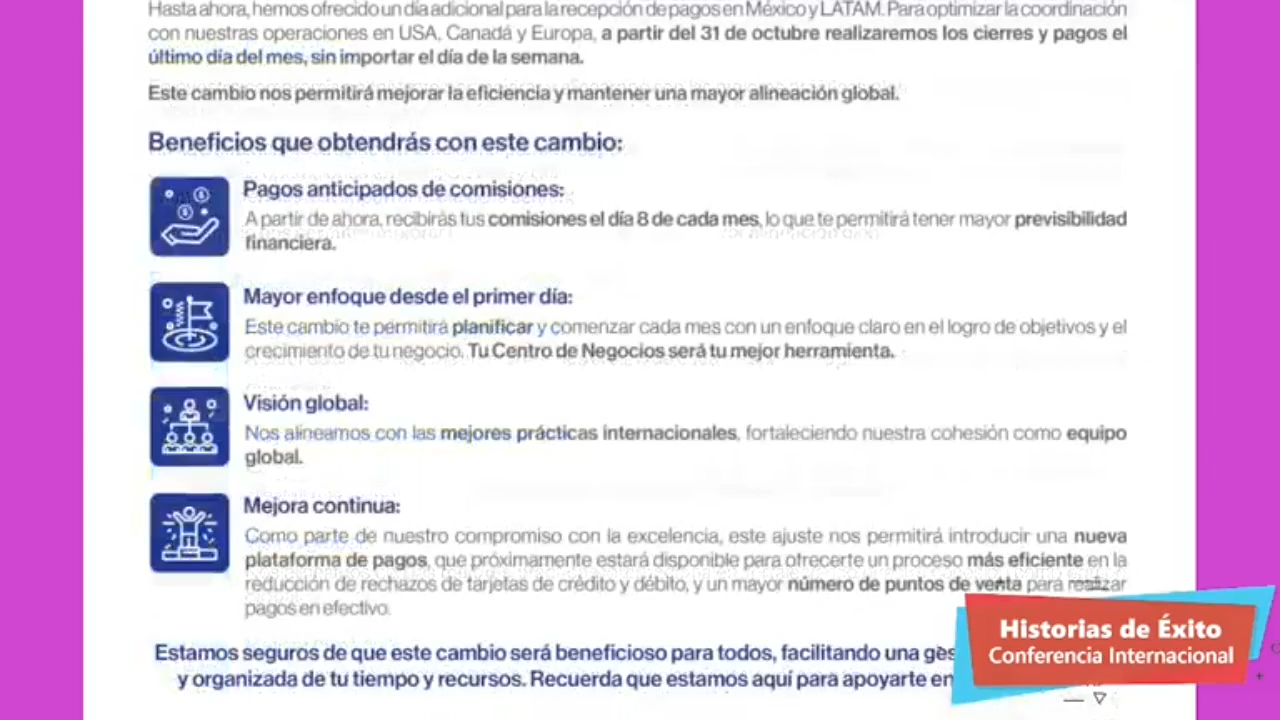 Hasta ahora, hemos ofrecido un día adicional para la recepción de pagos en México y LATAM. Para optimizar la coordinación
con nuestras operaciones en USA, Canadá y Europa, a partir del 31 de octubre realizaremos los cierres y pagos el
último día del mes, sin importar el día de la semana.
Este cambio nos permitirá mejorar la eficiencia y mantener una mayor alineación global.
Beneficios que obtendrás con este cambio:
Pagos anticipados de comisiones:
A partir de ahora, recibirás tus comisiones el día 8 de cada mes, lo que te permitirá tener mayor previsibilidad
financiera.
Mayor enfoque desde el primer día:
Este cambio te permitirá planificar y comenzar cada mes con un enfoque claro en el logro de objetivos y el
crecimiento de tu negocio. Tu Centro de Negocios será tu mejor herramienta.
Visión global:
Nos alineamos con las mejores prácticas internacionales, fortaleciendo nuestra cohesión como equipo
global.
Mejora continua:
Como parte de nuestro compromiso con la excelencia, este ajuste nos permitirá introducir una nueva
plataforma de pagos, que próximamente estará disponible para ofrecerte un proceso más eficiente en la
reducción de rechazos de tarjetas de crédito y débito, y un mayor número de puntos de venta para realizar
pagos en efectivo.
Estamos seguros de que este cambio será beneficioso para todos, facilitando una
y organizada de tu tiempo y recursos. Recuerda que estamos aquí para apoyarte en
Historias de Éxito
Conferencia Internacional